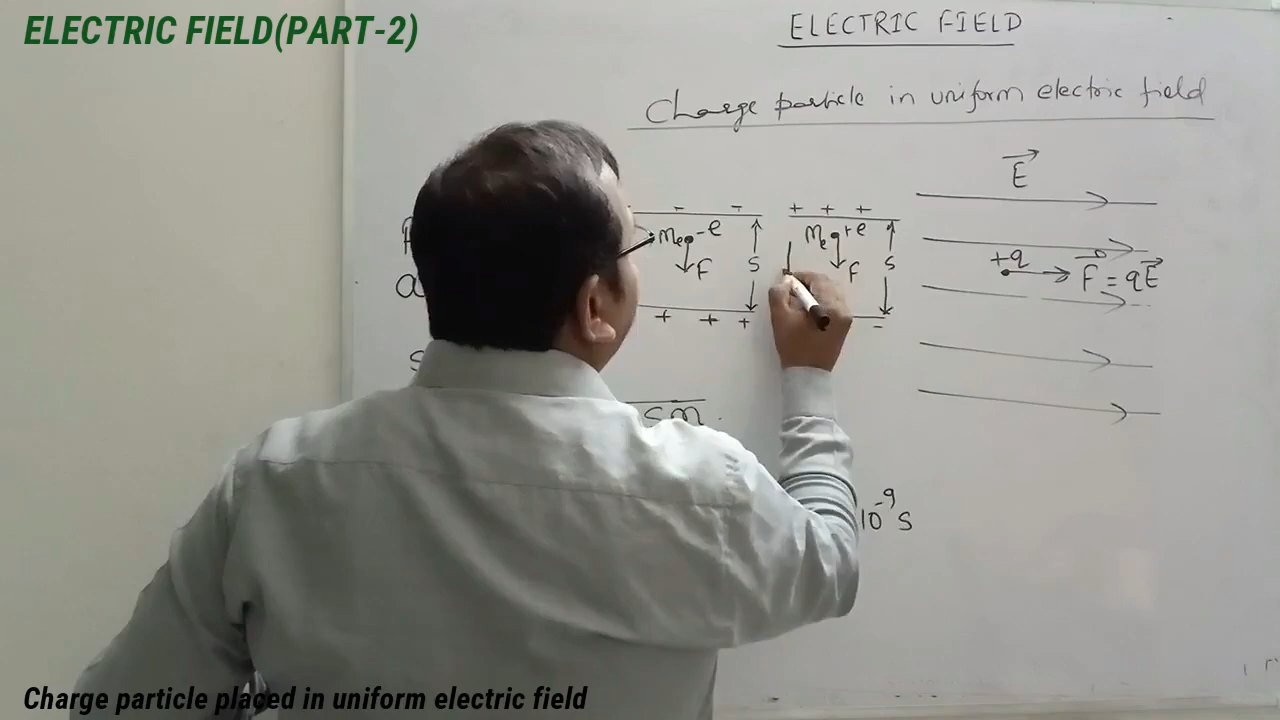 ELECTRIC FIELD(PART-2)
ELECTRIC FIELD
Charge particle in uniform electric field
E
- -
+ + +
me -e
F
S
+ + +
me +e
F
S
-
+q
F = qE
a
S
sm
10⁻⁹ s
Charge particle placed in uniform electric field